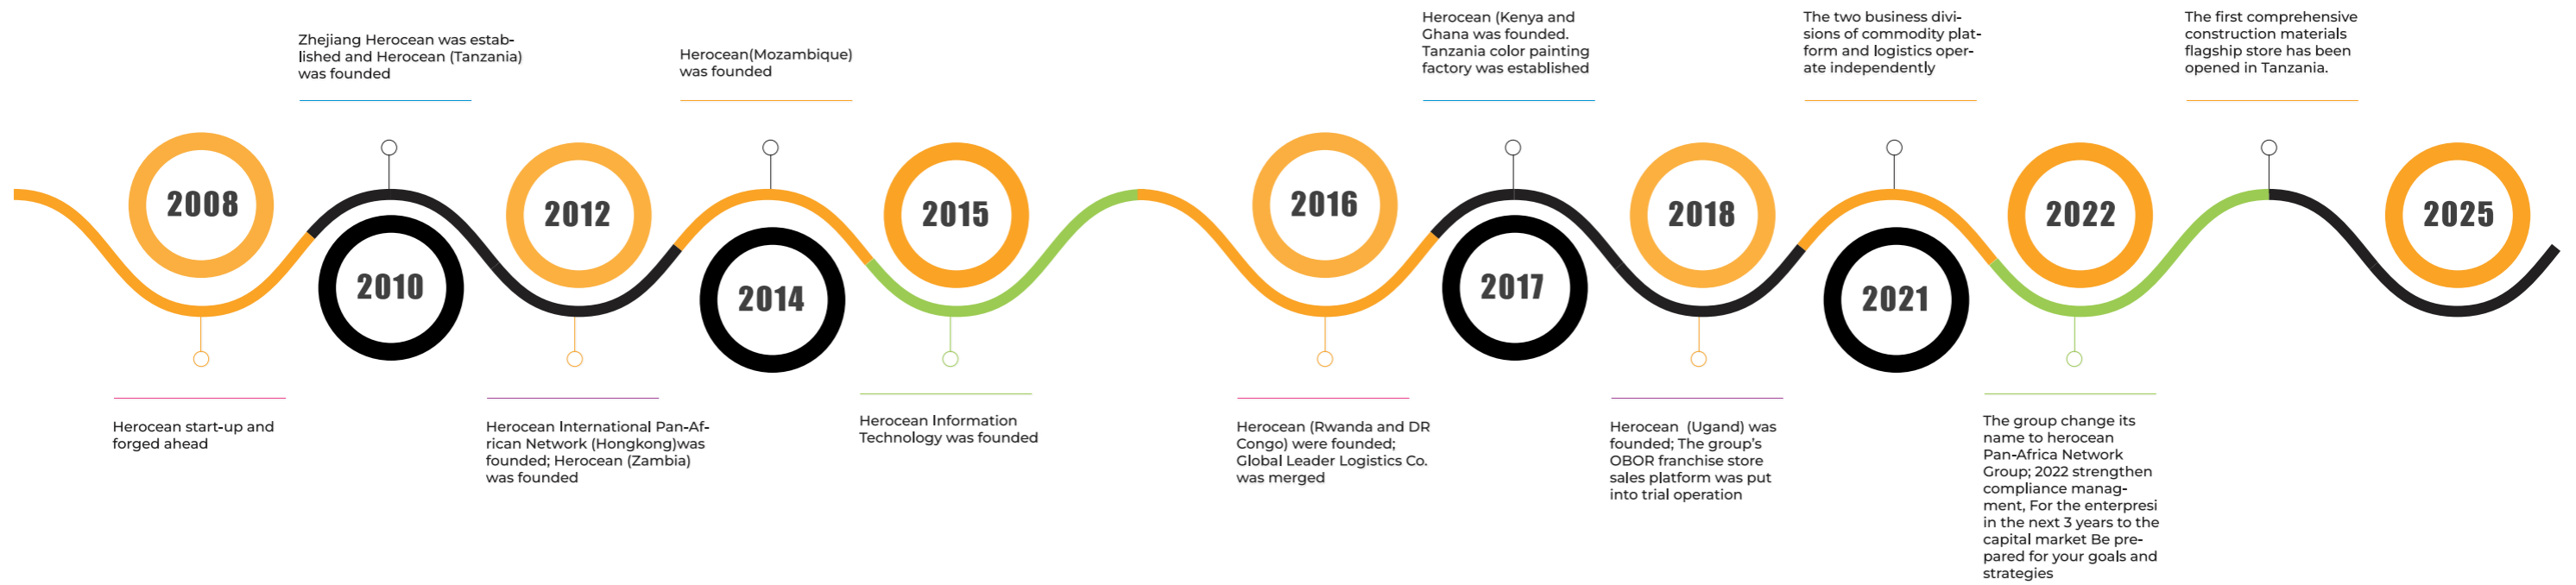 2008
Herocean start-up and
forged ahead
Zhejiang Herocean was estab-
lished and Herocean (Tanzania)
was founded
2010
2012
Herocean International Pan-Af-
rican Network (Hongkong)was
founded; Herocean (Zambia)
was founded
Herocean(Mozambique)
was founded
2014
2015
Herocean Information
Technology was founded
2016
Herocean (Rwanda and DR
Congo) were founded;
Global Leader Logistics Co.
was merged
Herocean (Kenya and
Ghana was founded.
Tanzania color painting
factory was established
2017
2018
Herocean (Ugand) was
founded; The group's
OBOR franchise store
sales platform was put
into trial operation
The two business divi-
sions of commodity plat-
form and logistics oper-
ate independently
2021
2022
The group change its
name to herocean
Pan-Africa Network
Group; 2022 strengthen
compliance manag-
ment, For the enterpresi
in the next 3 years to the
capital market Be pre-
pared for your goals and
strategies
The first comprehensive
construction materials
flagship store has been
opened in Tanzania.
2025